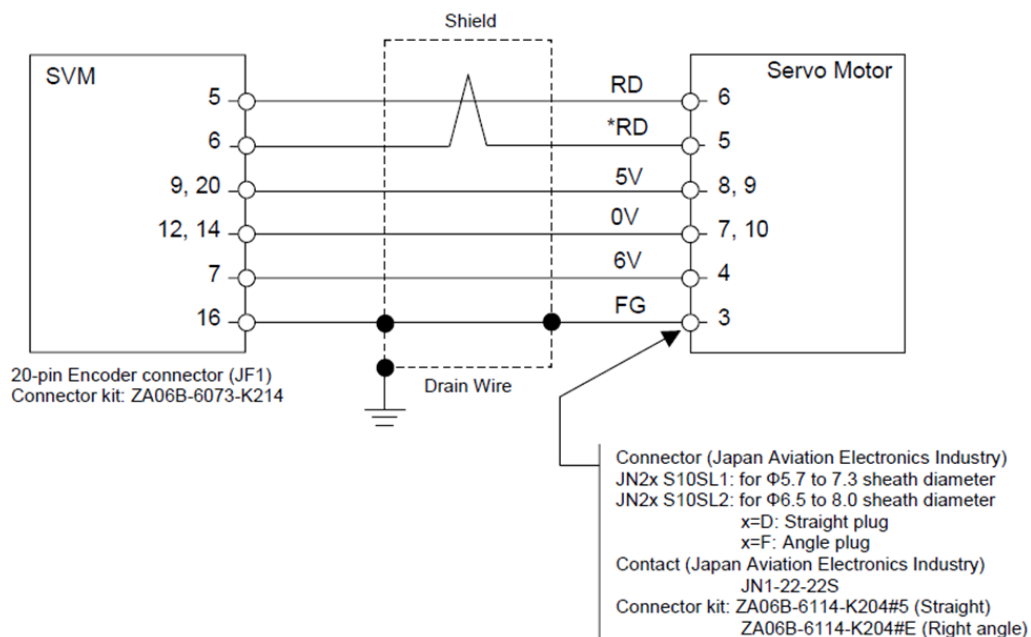 Shield
SVM
Servo Motor
5 RD 6
6 *RD 5
9, 20 5V 8, 9
12, 14 0V 7, 10
7 6V 4
16 FG 3
20-pin Encoder connector (JF1)
Connector kit: ZA06B-6073-K214
Drain Wire
Connector (Japan Aviation Electronics Industry)
JN2x S10SL1: for Φ5.7 to 7.3 sheath diameter
JN2x S10SL2: for Φ6.5 to 8.0 sheath diameter
x=D: Straight plug
x=F: Angle plug
Contact (Japan Aviation Electronics Industry)
JN1-22-22S
Connector kit: ZA06B-6114-K204#5 (Straight)
ZA06B-6114-K204#E (Right angle)